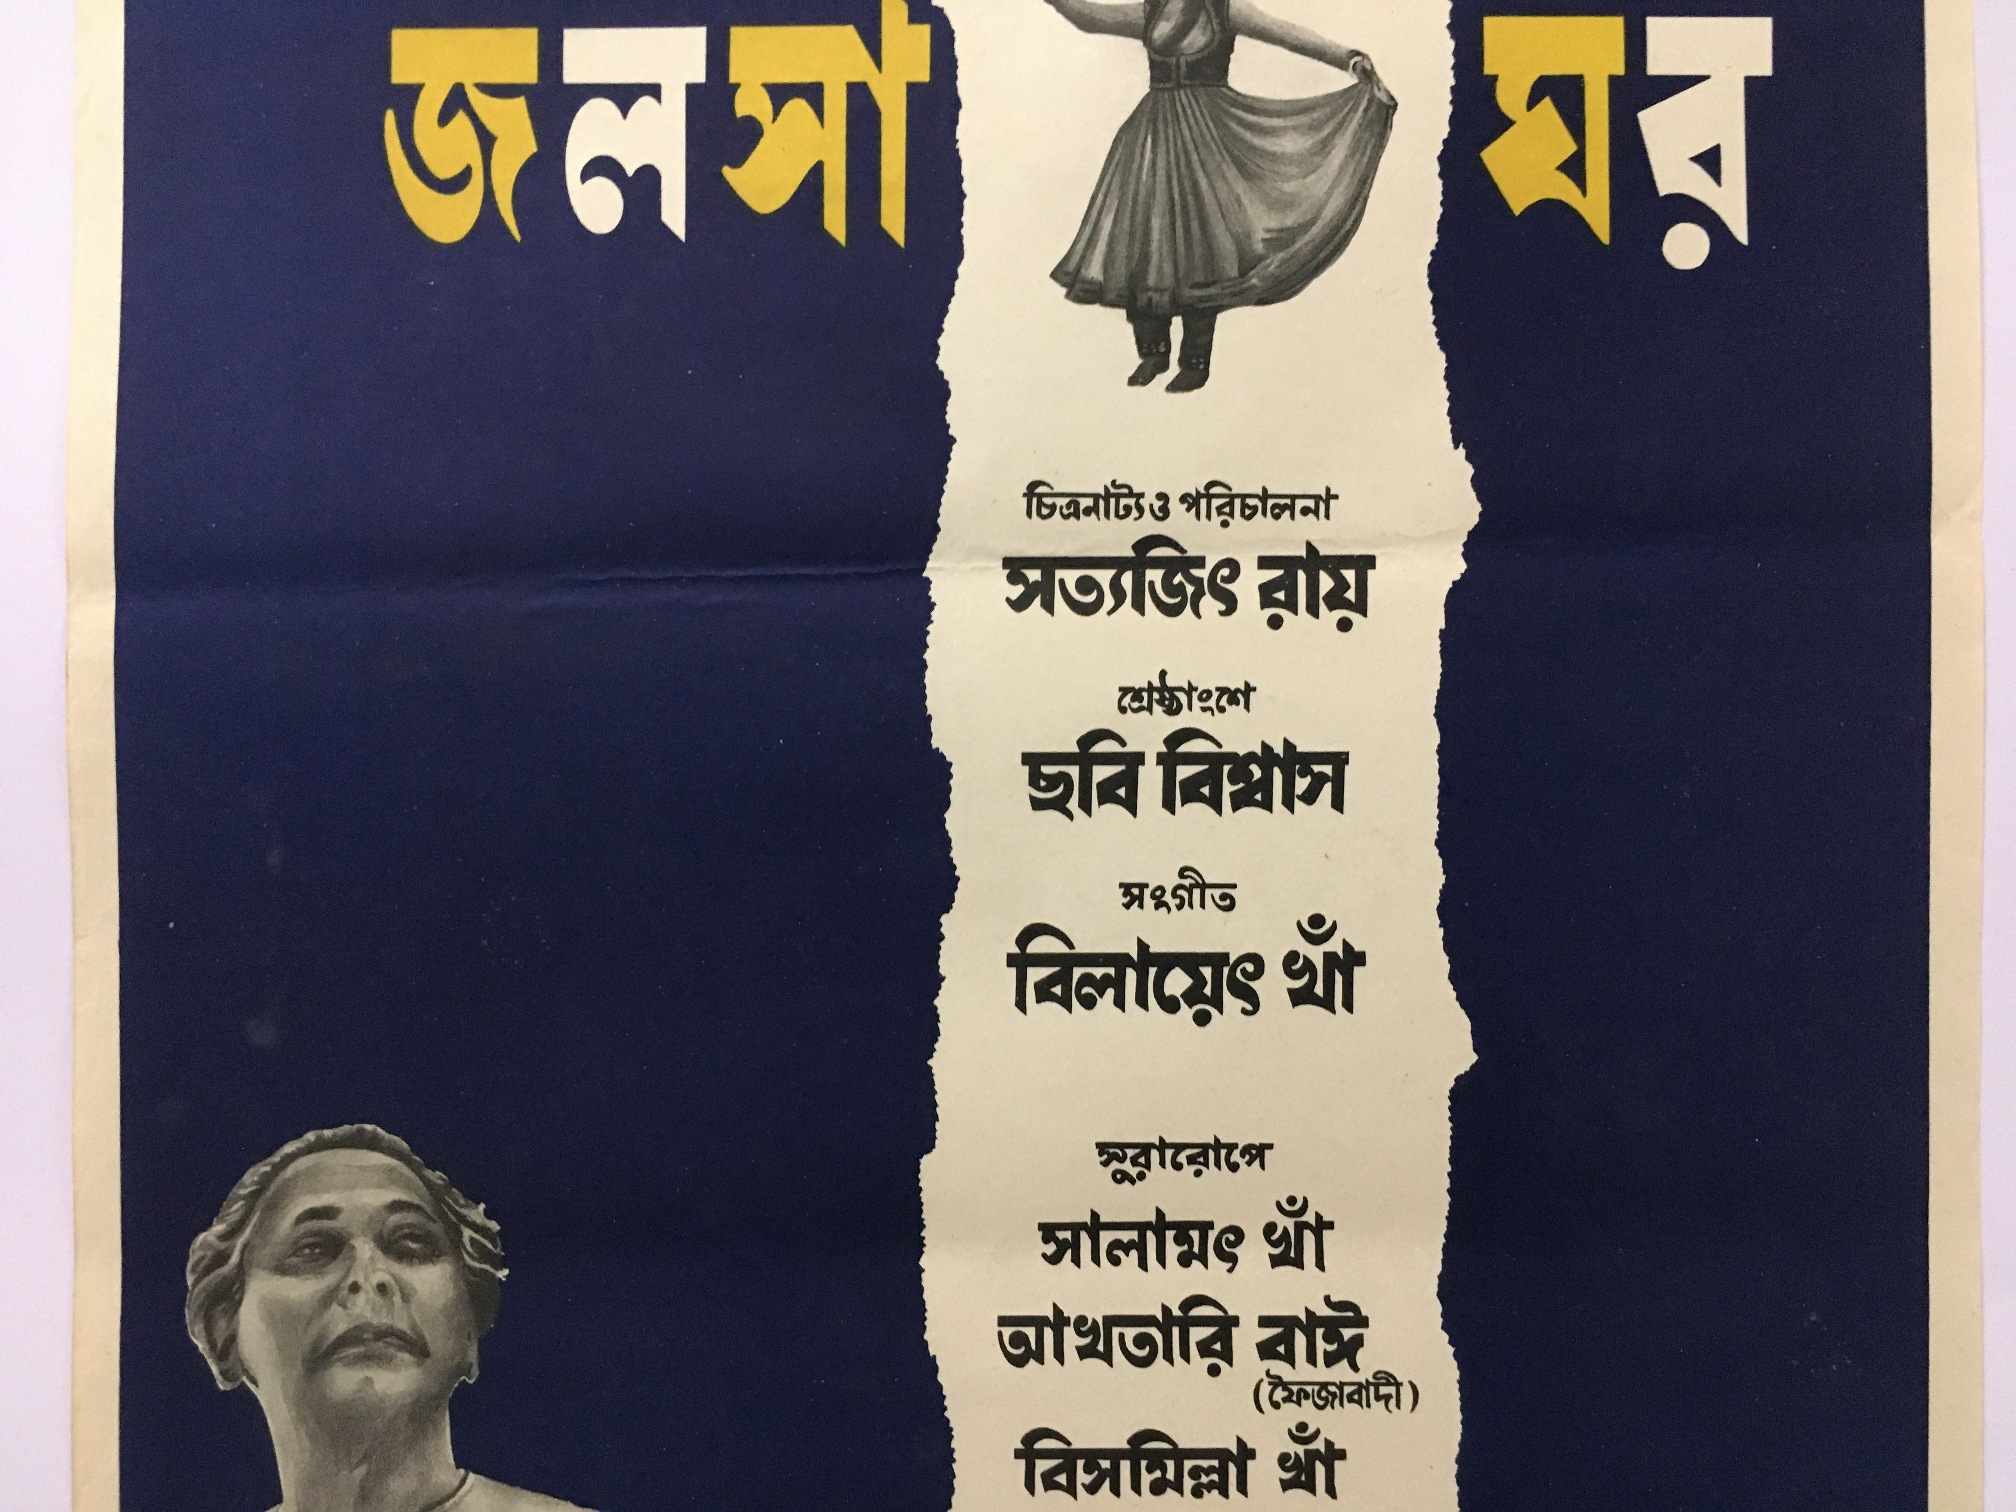 জলসাঘর
চিত্রনাট্য ও পরিচালনা
সত্যজিৎ রায়
শ্রেষ্ঠাংশে
ছবি বিশ্বাস
সংগীত
বিলায়েৎ খাঁ
সুরারোপে
সালামৎ খাঁ
আখতারি বাঈ
(ফৈজাবাদী)
বিসমিল্লা খাঁ